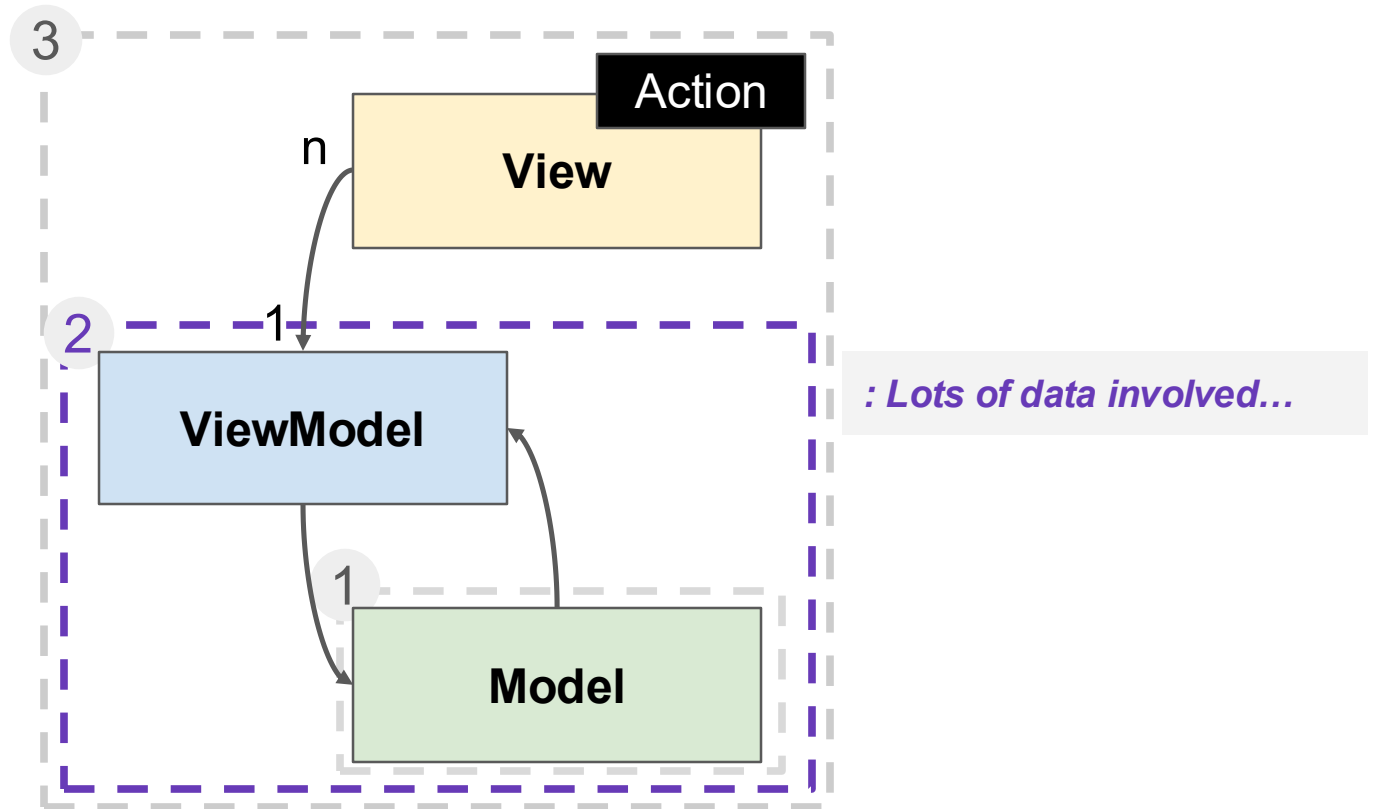 3
Action
n
View
1
2
ViewModel
: Lots of data involved…
1
Model